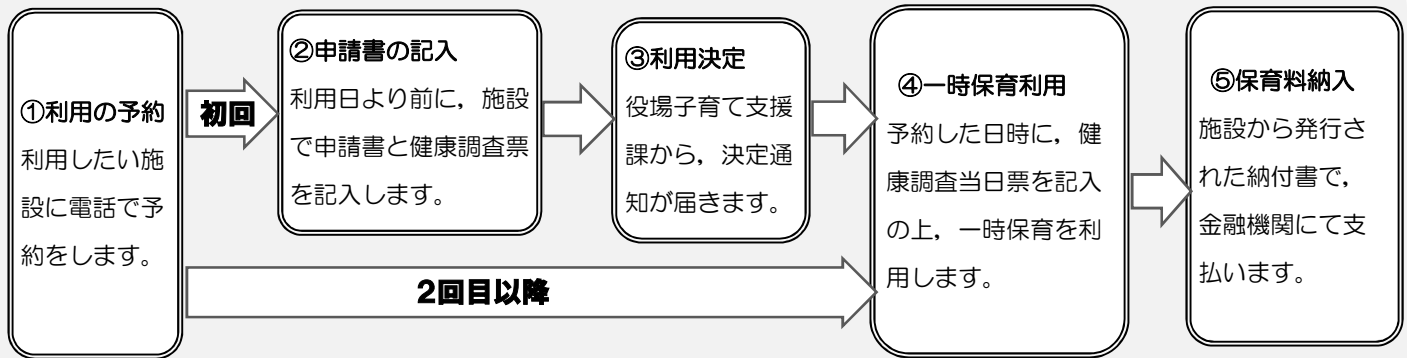 ①利用の予約
利用したい施
設に電話で予
約をします。
初回
②申請書の記入
利用日より前に，施設
で申請書と健康調査票
を記入します。
③利用決定
役場子育て支援
課から，決定通
知が届きます。
2回目以降
④一時保育利用
予約した日時に，健
康調査当日票を記入
の上，一時保育を利
用します。
⑤保育料納入
施設から発行さ
れた納付書で，
金融機関にて支
払います。